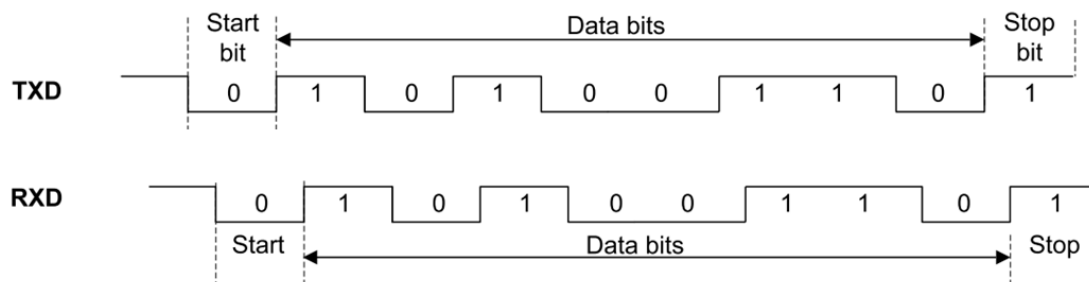 Start bit
Data bits
Stop bit
TXD
0 1 0 1 0 0 1 1 0 1
RXD
0 1 0 1 0 0 1 1 0 1
Start
Data bits
Stop